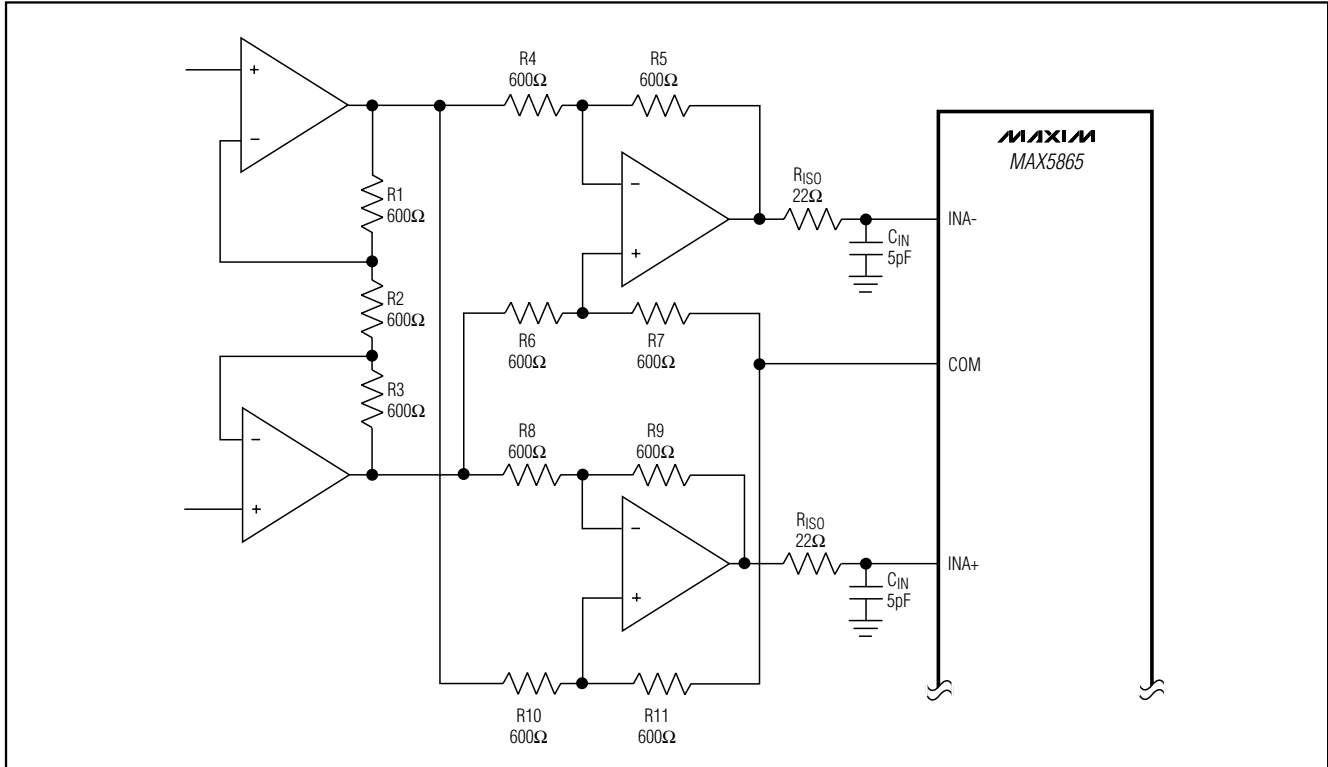 R4
600Ω
R5
600Ω
+
−
MAXIM
MAX5865
R1
600Ω
−
+
RISO
22Ω
INA-
CIN
5pF
R2
600Ω
R6
600Ω
R7
600Ω
COM
R3
600Ω
−
+
R8
600Ω
R9
600Ω
−
+
RISO
22Ω
INA+
CIN
5pF
R10
600Ω
R11
600Ω